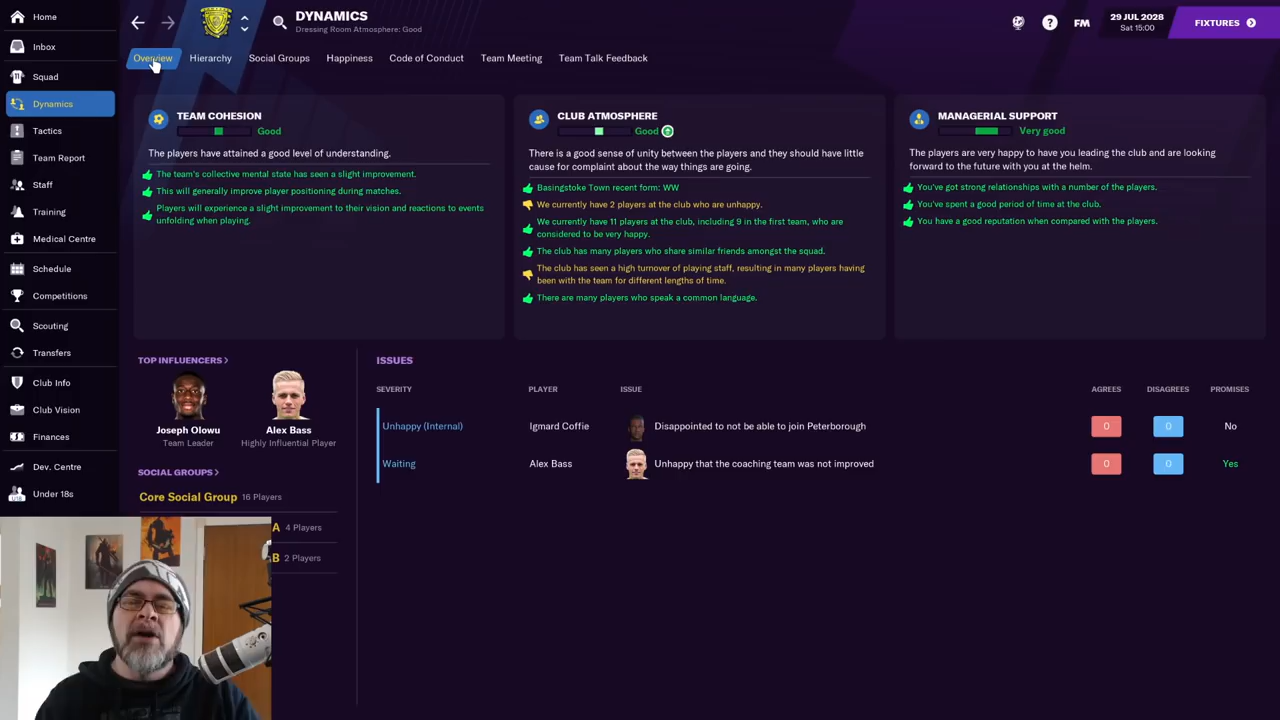 Home
Inbox
Squad
Dynamics
Tactics
Team Report
Staff
Training
Medical Centre
Schedule
Competitions
Scouting
Transfers
Club Info
Club Vision
Finances
Dev. Centre
Under 18s
DYNAMICS
Dressing Room Atmosphere: Good
FM
29 JUL 2028
Sat 15:00
FIXTURES
Overview
Hierarchy
Social Groups
Happiness
Code of Conduct
Team Meeting
Team Talk Feedback
TEAM COHESION
Good
The players have attained a good level of understanding.
The team's collective mental state has seen a slight improvement.
This will generally improve player positioning during matches.
Players will experience a slight improvement to their vision and reactions to events
unfolding when playing.
CLUB ATMOSPHERE
Good
There is a good sense of unity between the players and they should have little
cause for complaint about the way things are going.
Basingstoke Town recent form: WW
We currently have 2 players at the club who are unhappy.
We currently have 11 players at the club, including 9 in the first team, who are
considered to be very happy.
The club has many players who share similar friends amongst the squad.
The club has seen a high turnover of playing staff, resulting in many players having
been with the team for different lengths of time.
There are many players who speak a common language.
MANAGERIAL SUPPORT
Very good
The players are very happy to have you leading the club and are looking
forward to the future with you at the helm.
You've got strong relationships with a number of the players.
You've spent a good period of time at the club.
You have a good reputation when compared with the players.
TOP INFLUENCERS >
Joseph Olowu
Team Leader
Alex Bass
Highly Influential Player
SOCIAL GROUPS >
Core Social Group 16 Players
A 4 Players
B 2 Players
ISSUES
SEVERITY PLAYER ISSUE AGREES DISAGREES PROMISES
Unhappy (Internal) Igmard Coffie Disappointed to not be able to join Peterborough 0 0 No
Waiting Alex Bass Unhappy that the coaching team was not improved 0 0 Yes